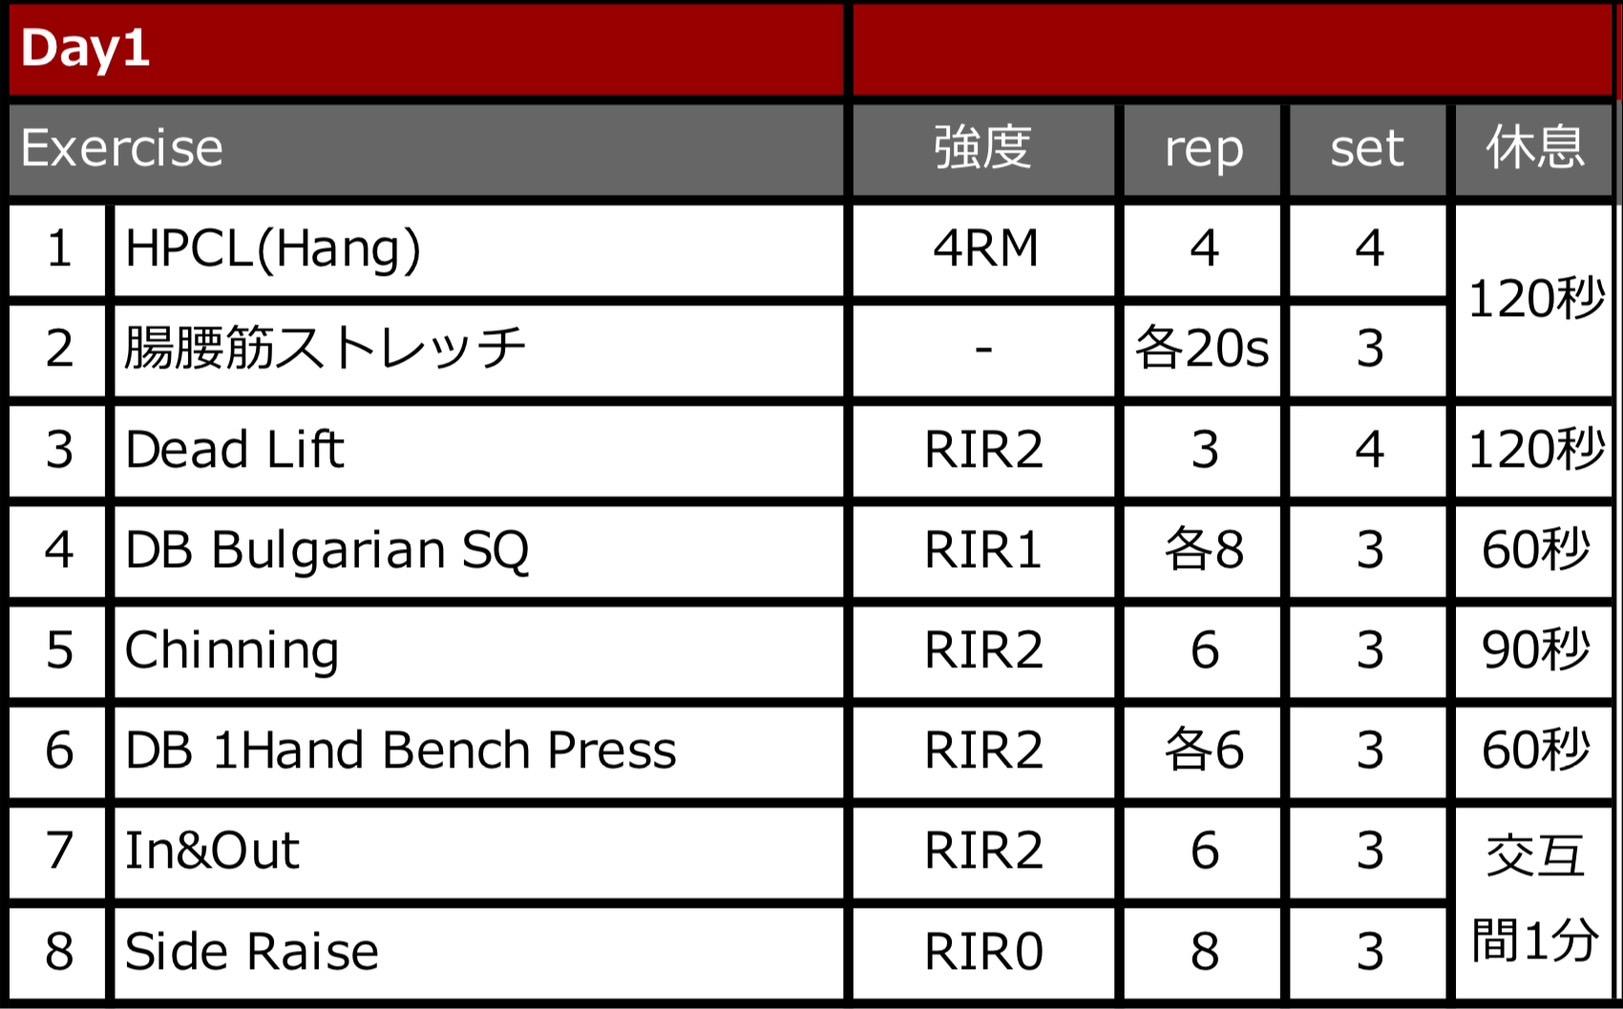 Day1
Exercise 強度 rep set 休息
1 HPCL(Hang) 4RM 4 4 120秒
2 腸腰筋ストレッチ - 各20s 3
3 Dead Lift RIR2 3 4 120秒
4 DB Bulgarian SQ RIR1 各8 3 60秒
5 Chinning RIR2 6 3 90秒
6 DB 1Hand Bench Press RIR2 各6 3 60秒
7 In&Out RIR2 6 3 交互
8 Side Raise RIR0 8 3 間1分